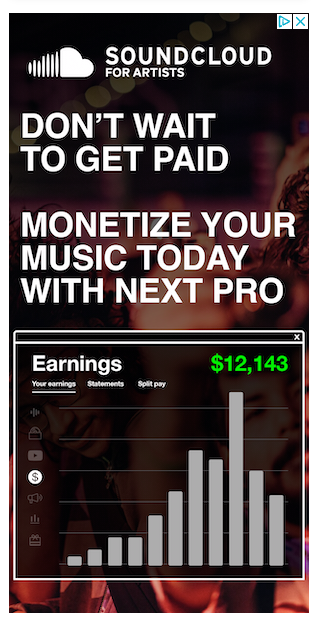 SOUNDCLOUD
FOR ARTISTS
DON'T WAIT
TO GET PAID
MONETIZE YOUR
MUSIC TODAY
WITH NEXT PRO
Earnings $12,143
Your earnings Statements Split pay
$